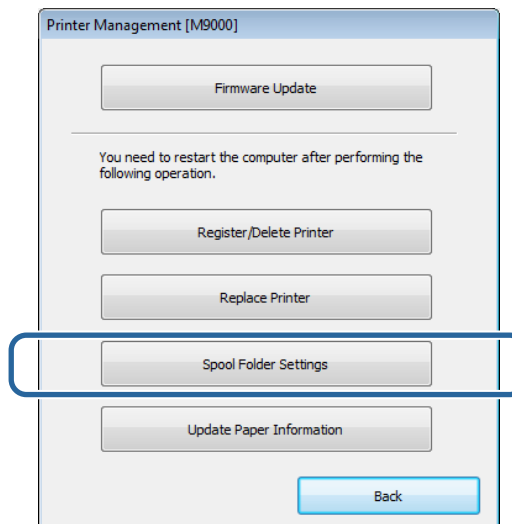 Printer Management [M9000]
Firmware Update
You need to restart the computer after performing the
following operation.
Register/Delete Printer
Replace Printer
Spool Folder Settings
Update Paper Information
Back